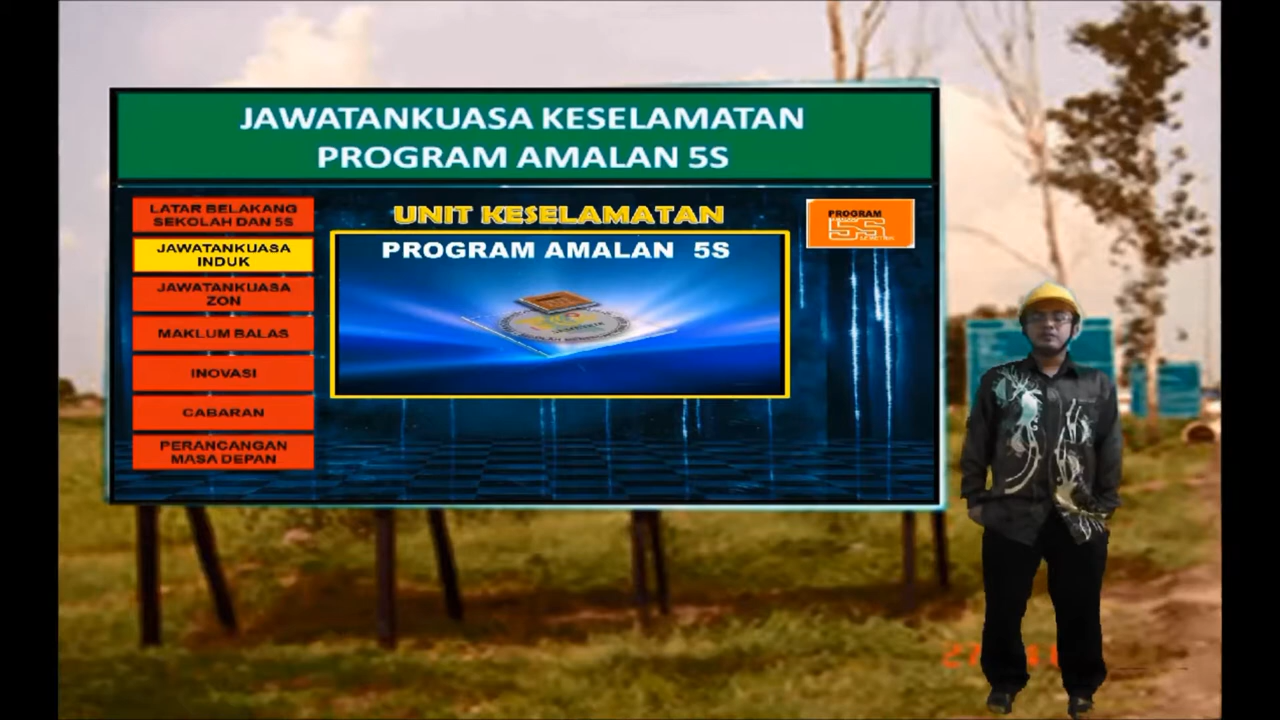 JAWATANKUASA KESELAMATAN
PROGRAM AMALAN 5S
LATAR BELAKANG
SEKOLAH DAN 5S
JAWATANKUASA
INDUK
JAWATANKUASA
ZON
MAKLUM BALAS
INOVASI
CABARAN
PERANCANGAN
MASA DEPAN
UNIT KESELAMATAN
PROGRAM AMALAN 5S
PROGRAM
5S